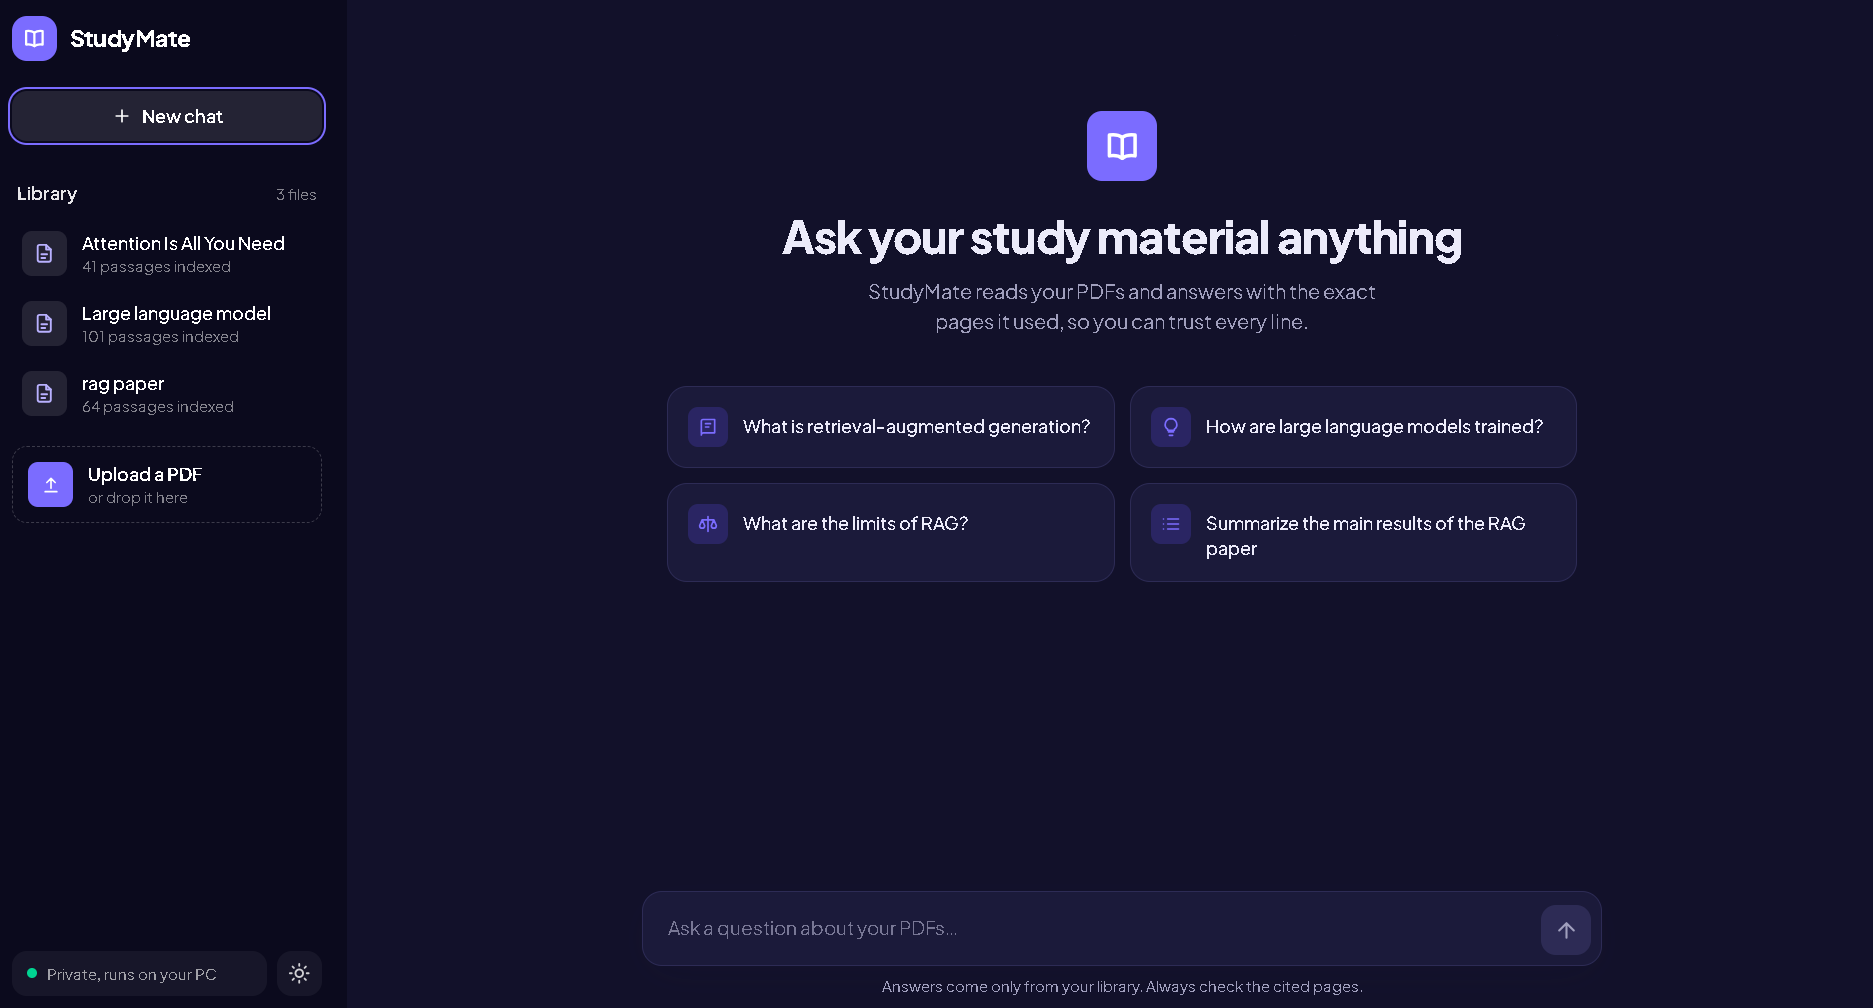 StudyMate
New chat
Library
3 files
Attention Is All You Need
41 passages indexed
Large language model
101 passages indexed
rag paper
64 passages indexed
Upload a PDF
or drop it here
Private, runs on your PC
Ask your study material anything
StudyMate reads your PDFs and answers with the exact
pages it used, so you can trust every line.
What is retrieval-augmented generation?
How are large language models trained?
What are the limits of RAG?
Summarize the main results of the RAG
paper
Ask a question about your PDFs...
Answers come only from your library. Always check the cited pages.